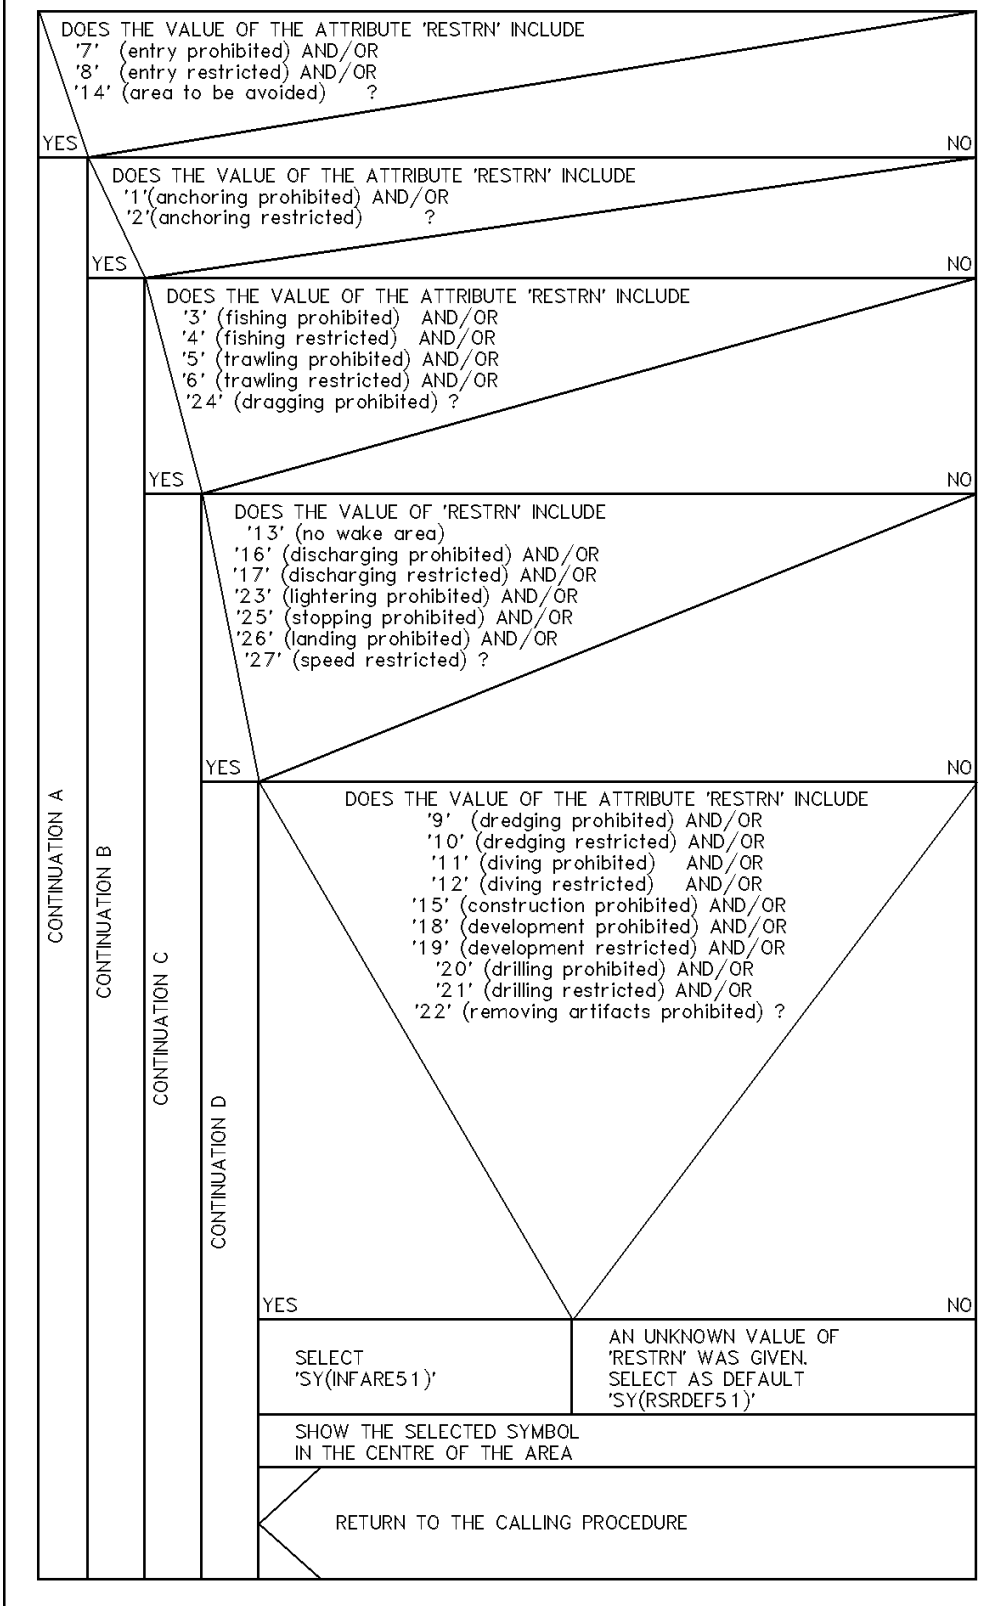 DOES THE VALUE OF THE ATTRIBUTE 'RESTRN' INCLUDE
'7' (entry prohibited) AND/OR
'8' (entry restricted) AND/OR
'14' (area to be avoided) ?
YES
NO
DOES THE VALUE OF THE ATTRIBUTE 'RESTRN' INCLUDE
'1'(anchoring prohibited) AND/OR
'2'(anchoring restricted) ?
YES
NO
DOES THE VALUE OF THE ATTRIBUTE 'RESTRN' INCLUDE
'3' (fishing prohibited) AND/OR
'4' (fishing restricted) AND/OR
'5' (trawling prohibited) AND/OR
'6' (trawling restricted) AND/OR
'24' (dragging prohibited) ?
YES
NO
DOES THE VALUE OF 'RESTRN' INCLUDE
'13' (no wake area)
'16' (discharging prohibited) AND/OR
'17' (discharging restricted) AND/OR
'23' (lightering prohibited) AND/OR
'25' (stopping prohibited) AND/OR
'26' (landing prohibited) AND/OR
'27' (speed restricted) ?
YES
NO
DOES THE VALUE OF THE ATTRIBUTE 'RESTRN' INCLUDE
'9' (dredging prohibited) AND/OR
'10' (dredging restricted) AND/OR
'11' (diving prohibited) AND/OR
'12' (diving restricted) AND/OR
'15' (construction prohibited) AND/OR
'18' (development prohibited) AND/OR
'19' (development restricted) AND/OR
'20' (drilling prohibited) AND/OR
'21' (drilling restricted) AND/OR
'22' (removing artifacts prohibited) ?
CONTINUATION A
CONTINUATION B
CONTINUATION C
CONTINUATION D
YES
NO
SELECT
'SY(INFARE51)'
AN UNKNOWN VALUE OF
'RESTRN' WAS GIVEN.
SELECT AS DEFAULT
'SY(RSRDEF51)'
SHOW THE SELECTED SYMBOL
IN THE CENTRE OF THE AREA
RETURN TO THE CALLING PROCEDURE